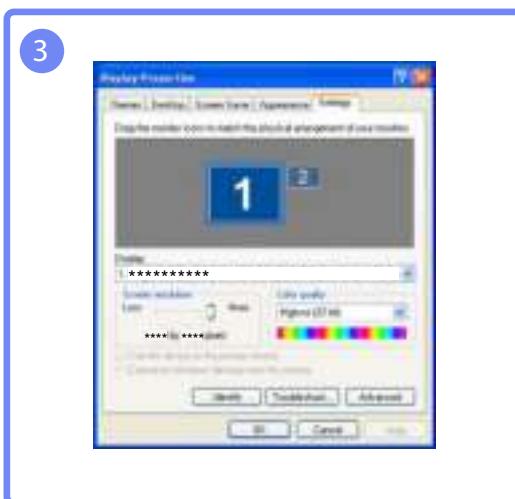 3
Display Properties
Themes Desktop Screen Saver Appearance Settings
Drag the monitor icons to match the physical arrangement of your monitors.
1 2
Display:
1. **********
Screen resolution Color quality
Less More Highest (32 bit)
**** by **** pixels
Identify Troubleshoot... Advanced
OK Cancel Apply